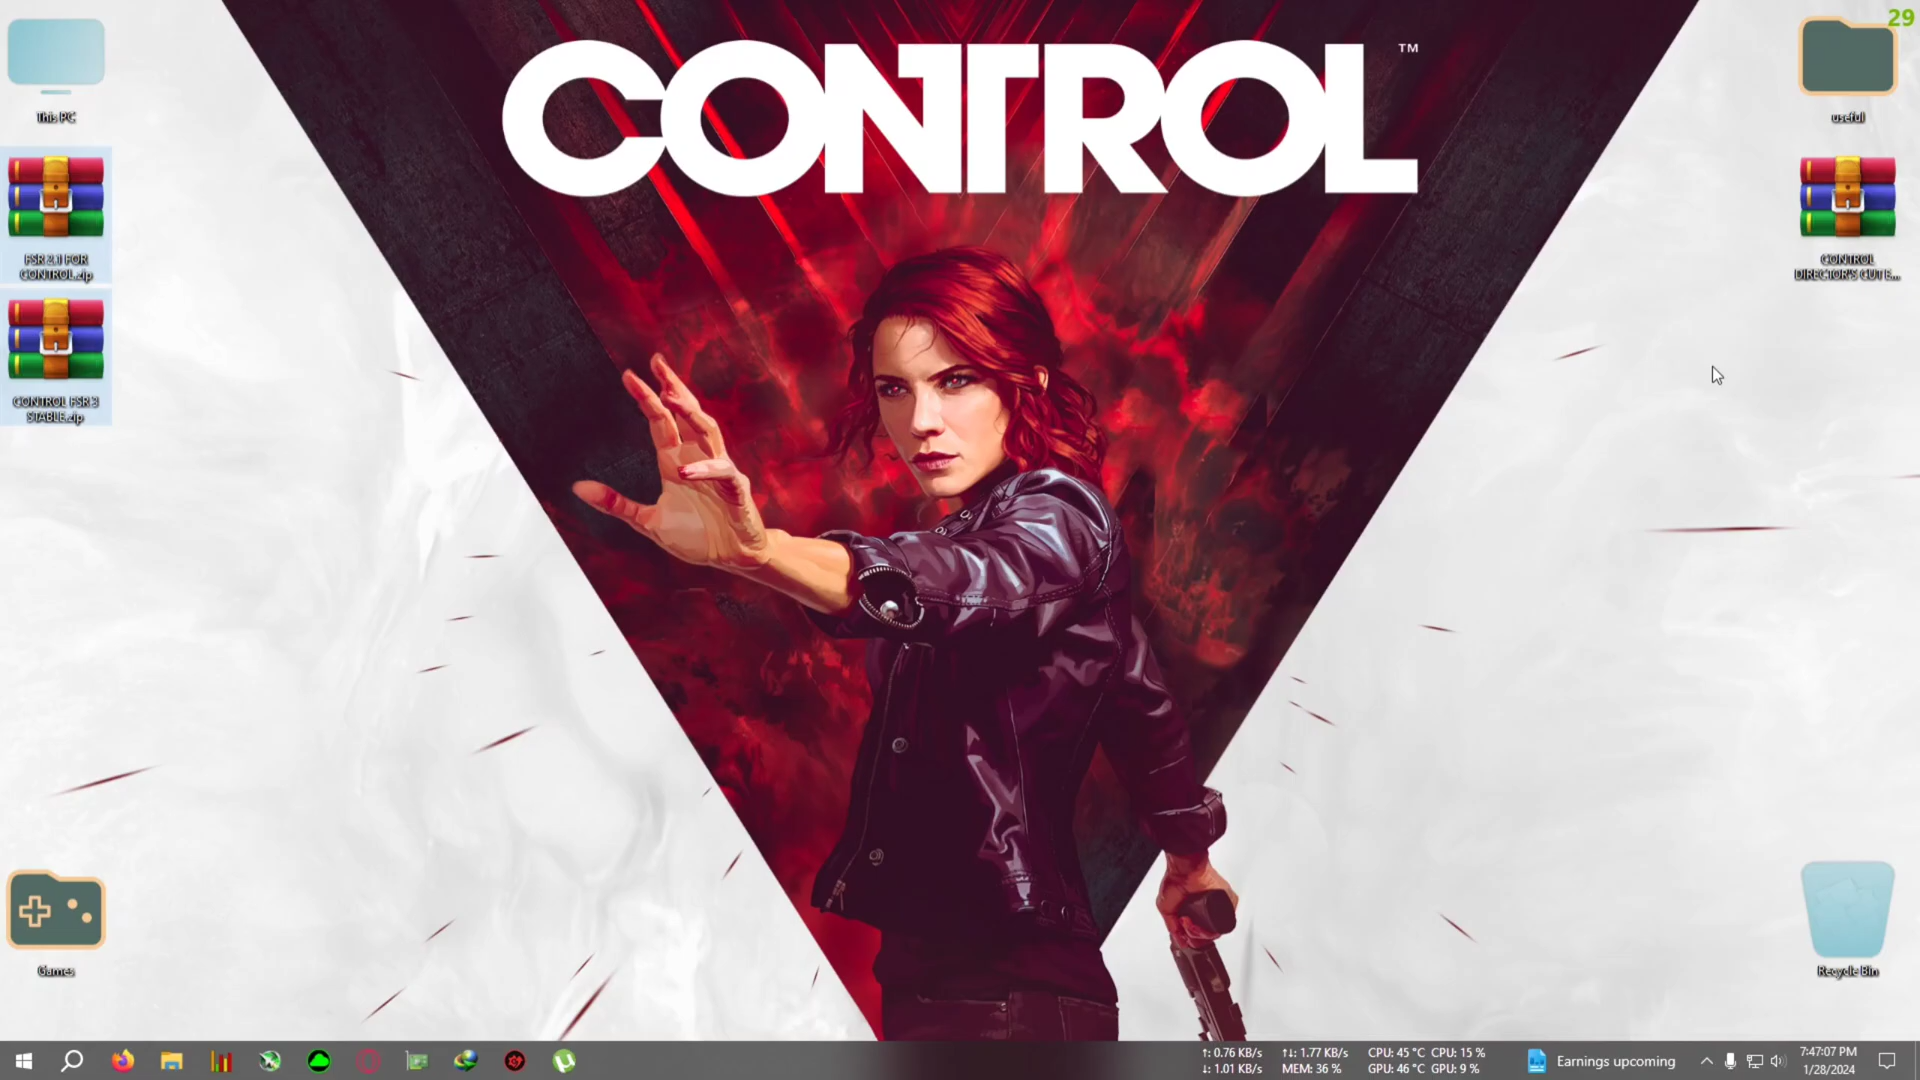 CONTROL
TM
29
This PC
useful
FSR 2.1 FOR
CONTROL.zip
CONTROL
DIRECTOR'S CUT E...
CONTROL FSR 3
STABLE.zip
Games
Recycle Bin
↑: 0.76 KB/s
↓: 1.01 KB/s
↑↓: 1.77 KB/s
MEM: 36 %
CPU: 45 °C CPU: 15 %
GPU: 46 °C GPU: 9 %
Earnings upcoming
7:47:07 PM
1/28/2024